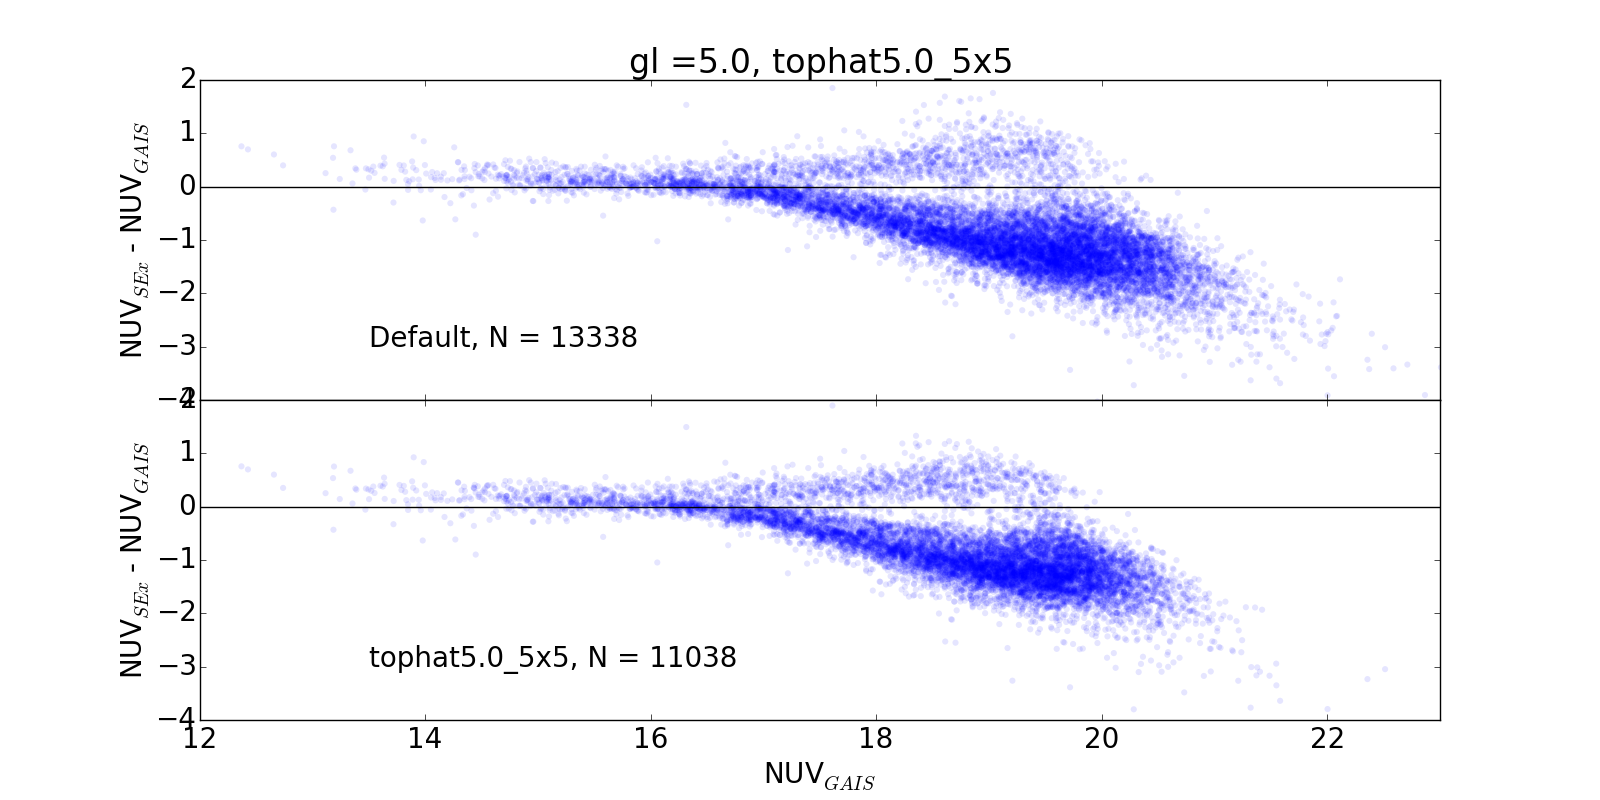 gl =5.0, tophat5.0_5x5
2
1
0
−1
−2
−3
−4
NUV_SEx - NUV_GAIS
Default, N = 13338
2
1
0
−1
−2
−3
−4
NUV_SEx - NUV_GAIS
tophat5.0_5x5, N = 11038
12 14 16 18 20 22
NUV_GAIS